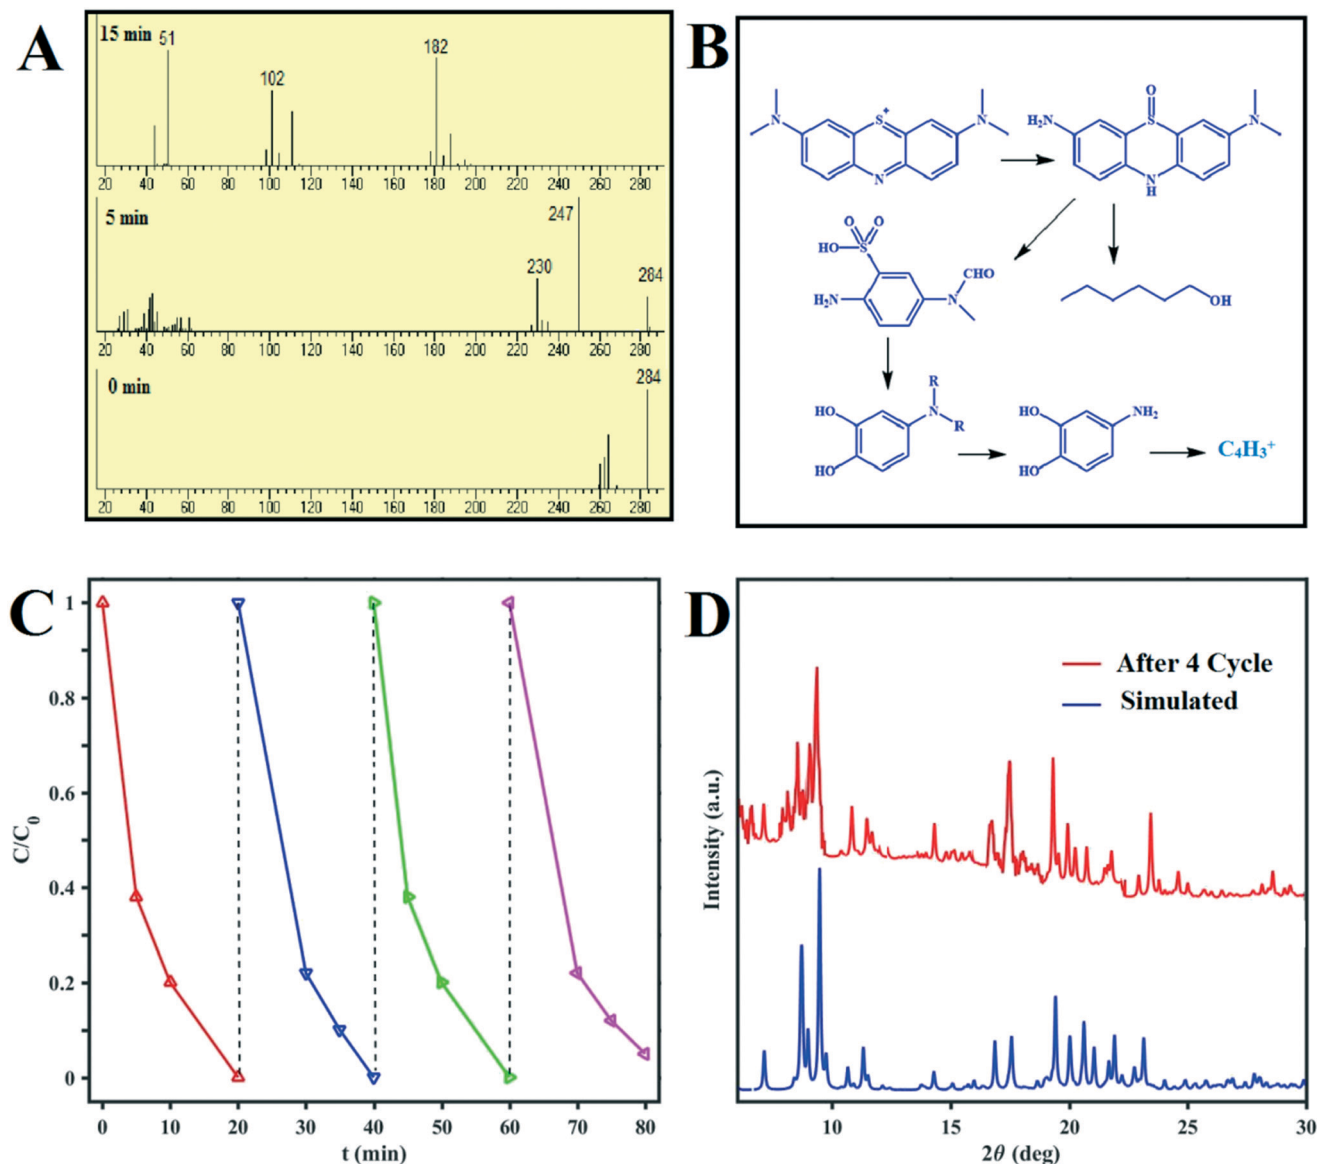 A
15 min
51
102
182
20 40 60 80 100 120 140 160 180 200 220 240 260 280
5 min
247
230
284
20 40 60 80 100 120 140 160 180 200 220 240 260 280
0 min
284
20 40 60 80 100 120 140 160 180 200 220 240 260 280
B
N S+ N
N
H₂N O S N
N
H
O O
HO S CHO
H₂N N
OH
R
HO N
R
HO
HO NH₂
HO
C₄H₃⁺
C
1
0.8
0.6
0.4
0.2
0
C/C₀
0 10 20 30 40 50 60 70 80
t (min)
D
After 4 Cycle
Simulated
Intensity (a.u.)
10 15 20 25 30
2θ (deg)